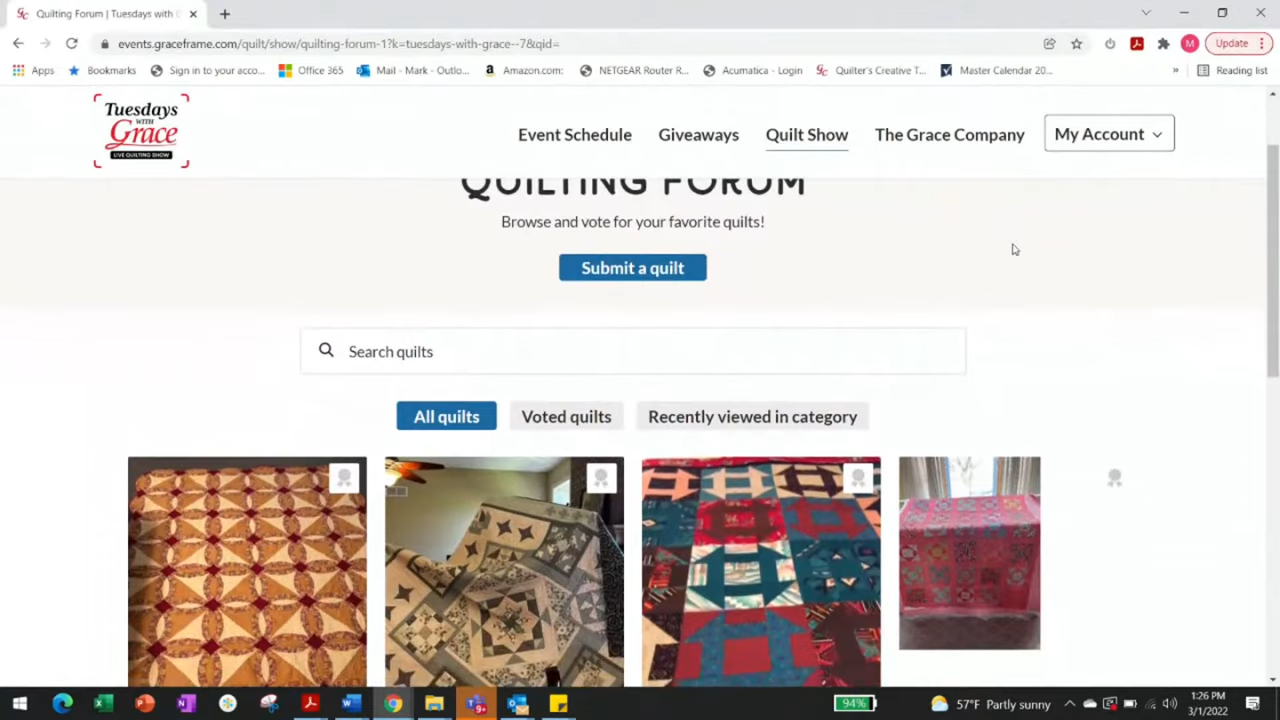 Quilting Forum | Tuesdays with G
events.graceframe.com/quilt/show/quilting-forum-1?k=tuesdays-with-grace--7&qid=
M
Update
Apps
Bookmarks
Sign in to your acco...
Office 365
Mail - Mark - Outlo...
Amazon.com:
NETGEAR Router R...
Acumatica - Login
Quilter's Creative T...
Master Calendar 20...
»
Reading list
Tuesdays
WITH
Grace
LIVE QUILTING SHOW
Event Schedule
Giveaways
Quilt Show
The Grace Company
My Account
QUILTING FORUM
Browse and vote for your favorite quilts!
Submit a quilt
Search quilts
All quilts
Voted quilts
Recently viewed in category
94%
57°F Partly sunny
1:26 PM
3/1/2022